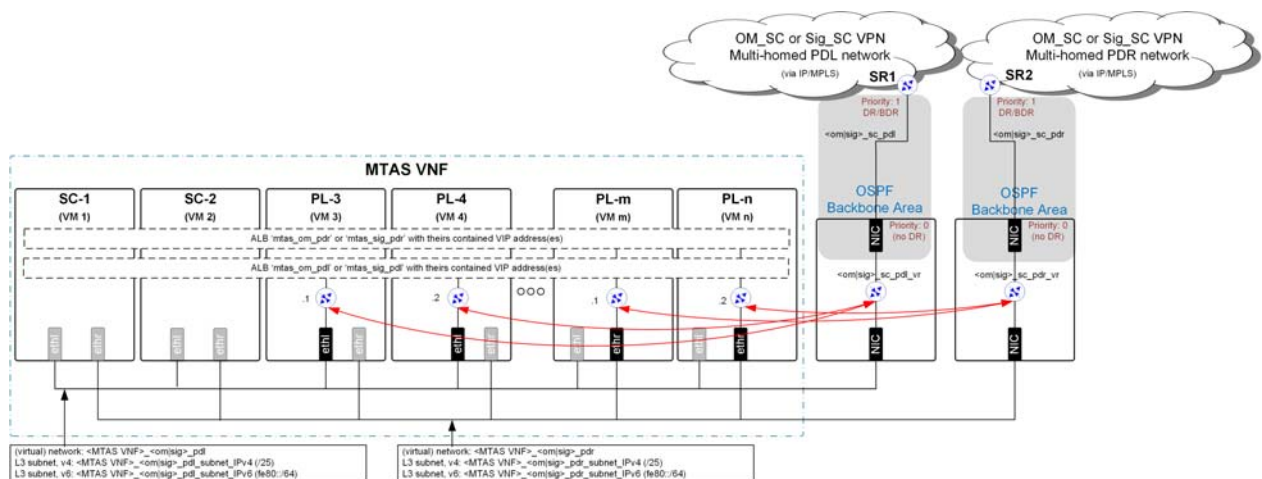 OM_SC or Sig_SC VPN
Multi-homed PDL network
(via IP/MPLS)
SR1
OM_SC or Sig_SC VPN
Multi-homed PDR network
(via IP/MPLS)
SR2
Priority: 1
DR/BDR
Priority: 1
DR/BDR
<om|sig>_sc_pdl
<om|sig>_sc_pdr
MTAS VNF
SC-1
(VM 1)
SC-2
(VM 2)
PL-3
(VM 3)
PL-4
(VM 4)
PL-m
(VM m)
PL-n
(VM n)
OSPF
Backbone Area
OSPF
Backbone Area
NIC
Priority: 0
(no DR)
NIC
Priority: 0
(no DR)
ALB 'mtas_om_pdr' or 'mtas_sig_pdr' with theirs contained VIP address(es)
ALB 'mtas_om_pdl' or 'mtas_sig_pdl' with theirs contained VIP address(es)
<om|sig>_sc_pdl_vr
<om|sig>_sc_pdr_vr
.1
.2
.1
.2
ethl
ethr
ethl
ethr
ethl
ethr
ethl
ethr
ethl
ethr
ethl
ethr
NIC
NIC
(virtual) network: <MTAS VNF>_<om|sig>_pdl
L3 subnet, v4: <MTAS VNF>_<om|sig>_pdl_subnet_IPv4 (/25)
L3 subnet, v6: <MTAS VNF>_<om|sig>_pdl_subnet_IPv6 (fe80::/64)
(virtual) network: <MTAS VNF>_<om|sig>_pdr
L3 subnet, v4: <MTAS VNF>_<om|sig>_pdr_subnet_IPv4 (/25)
L3 subnet, v6: <MTAS VNF>_<om|sig>_pdr_subnet_IPv6 (fe80::/64)